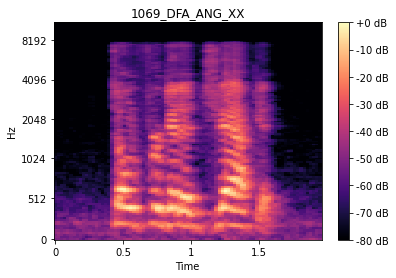 1069_DFA_ANG_XX
8192
4096
2048
1024
512
0
Hz
0
0.5
1
1.5
Time
+0 dB
-10 dB
-20 dB
-30 dB
-40 dB
-50 dB
-60 dB
-70 dB
-80 dB